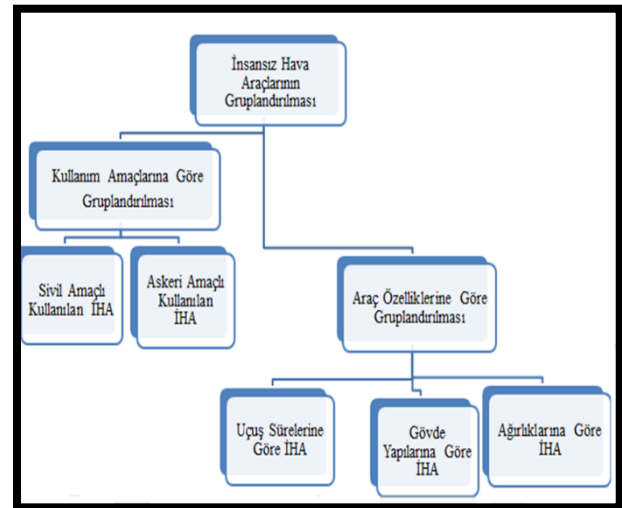 İnsansız Hava
Araçlarının
Gruplandırılması
Kullanım Amaçlarına Göre
Gruplandırılması
Sivil Amaçlı
Kullanılan İHA
Askeri Amaçlı
Kullanılan
İHA
Araç Özelliklerine Göre
Gruplandırılması
Uçuş Sürelerine
Göre İHA
Gövde
Yapılarına Göre
İHA
Ağırlıklarına Göre
İHA